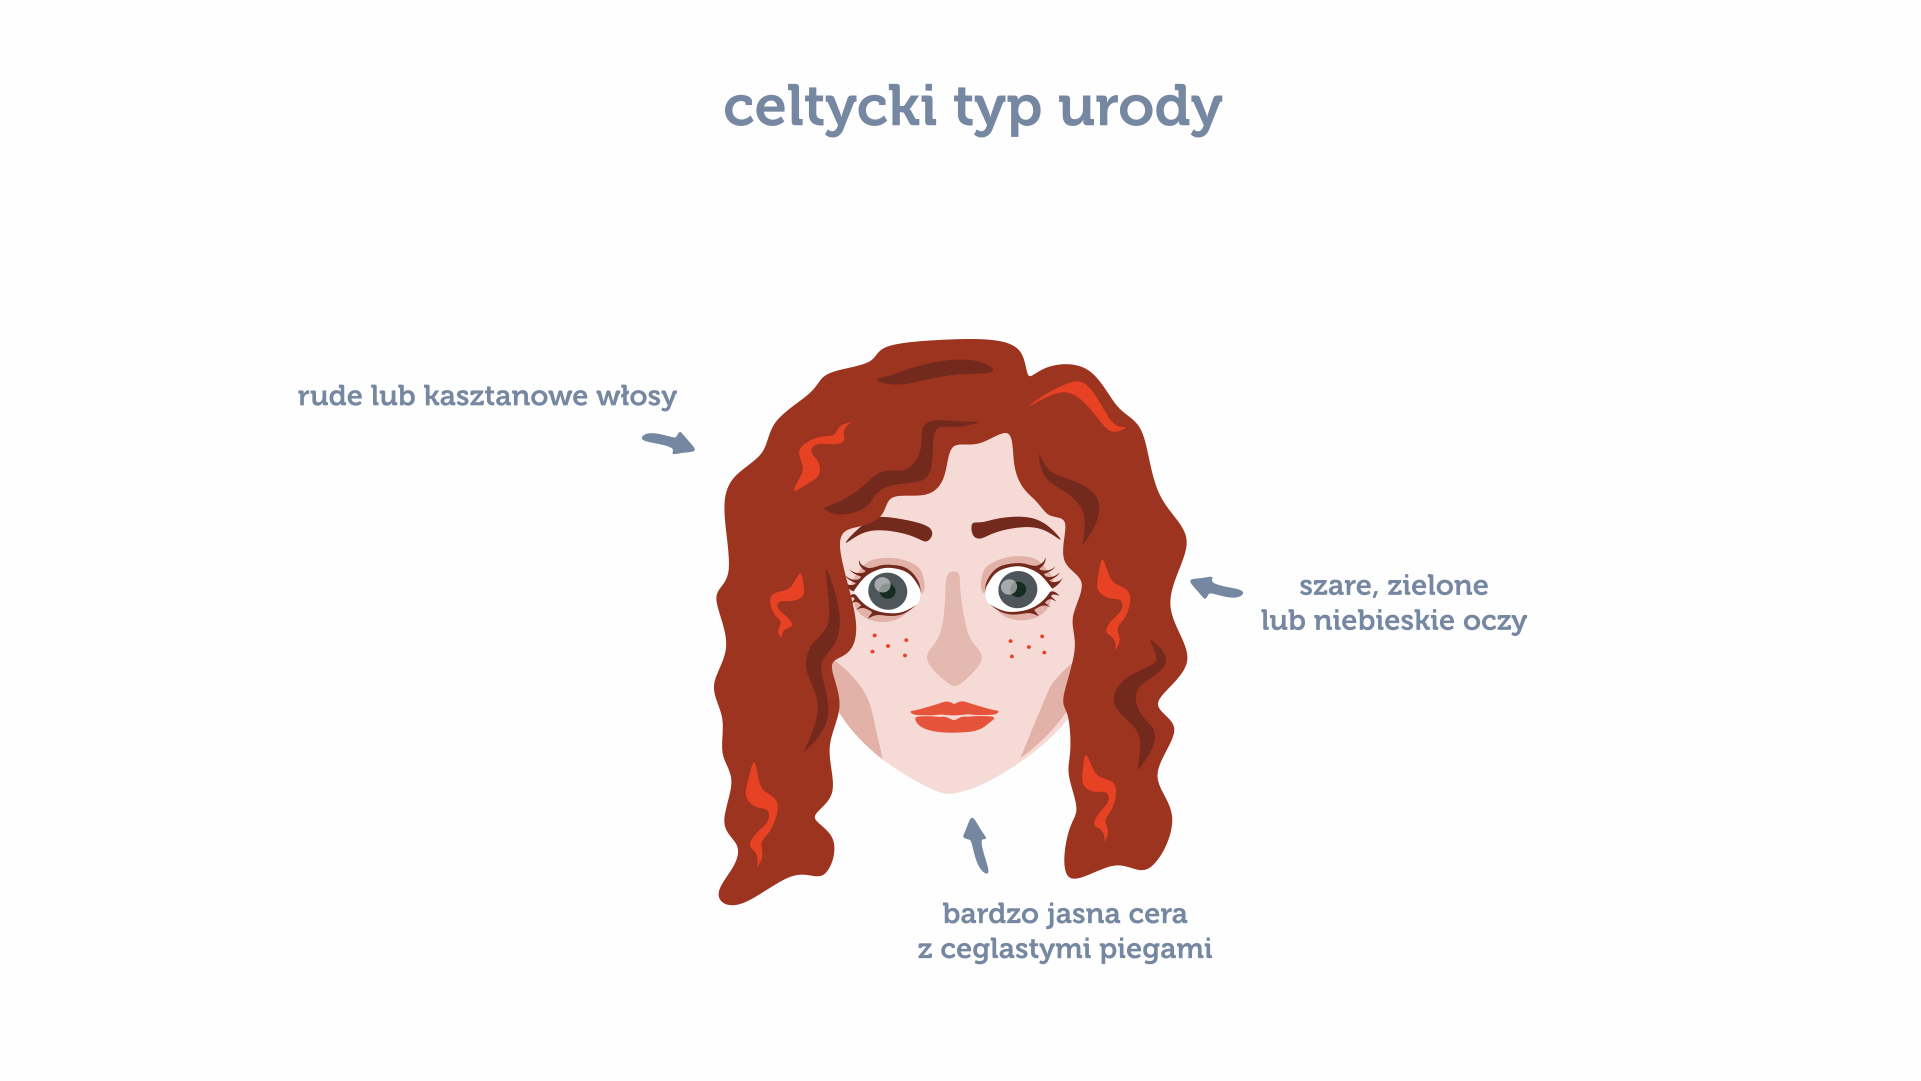 celtycki typ urody
rude lub kasztanowe włosy
szare, zielone
lub niebieskie oczy
bardzo jasna cera
z ceglastymi piegami